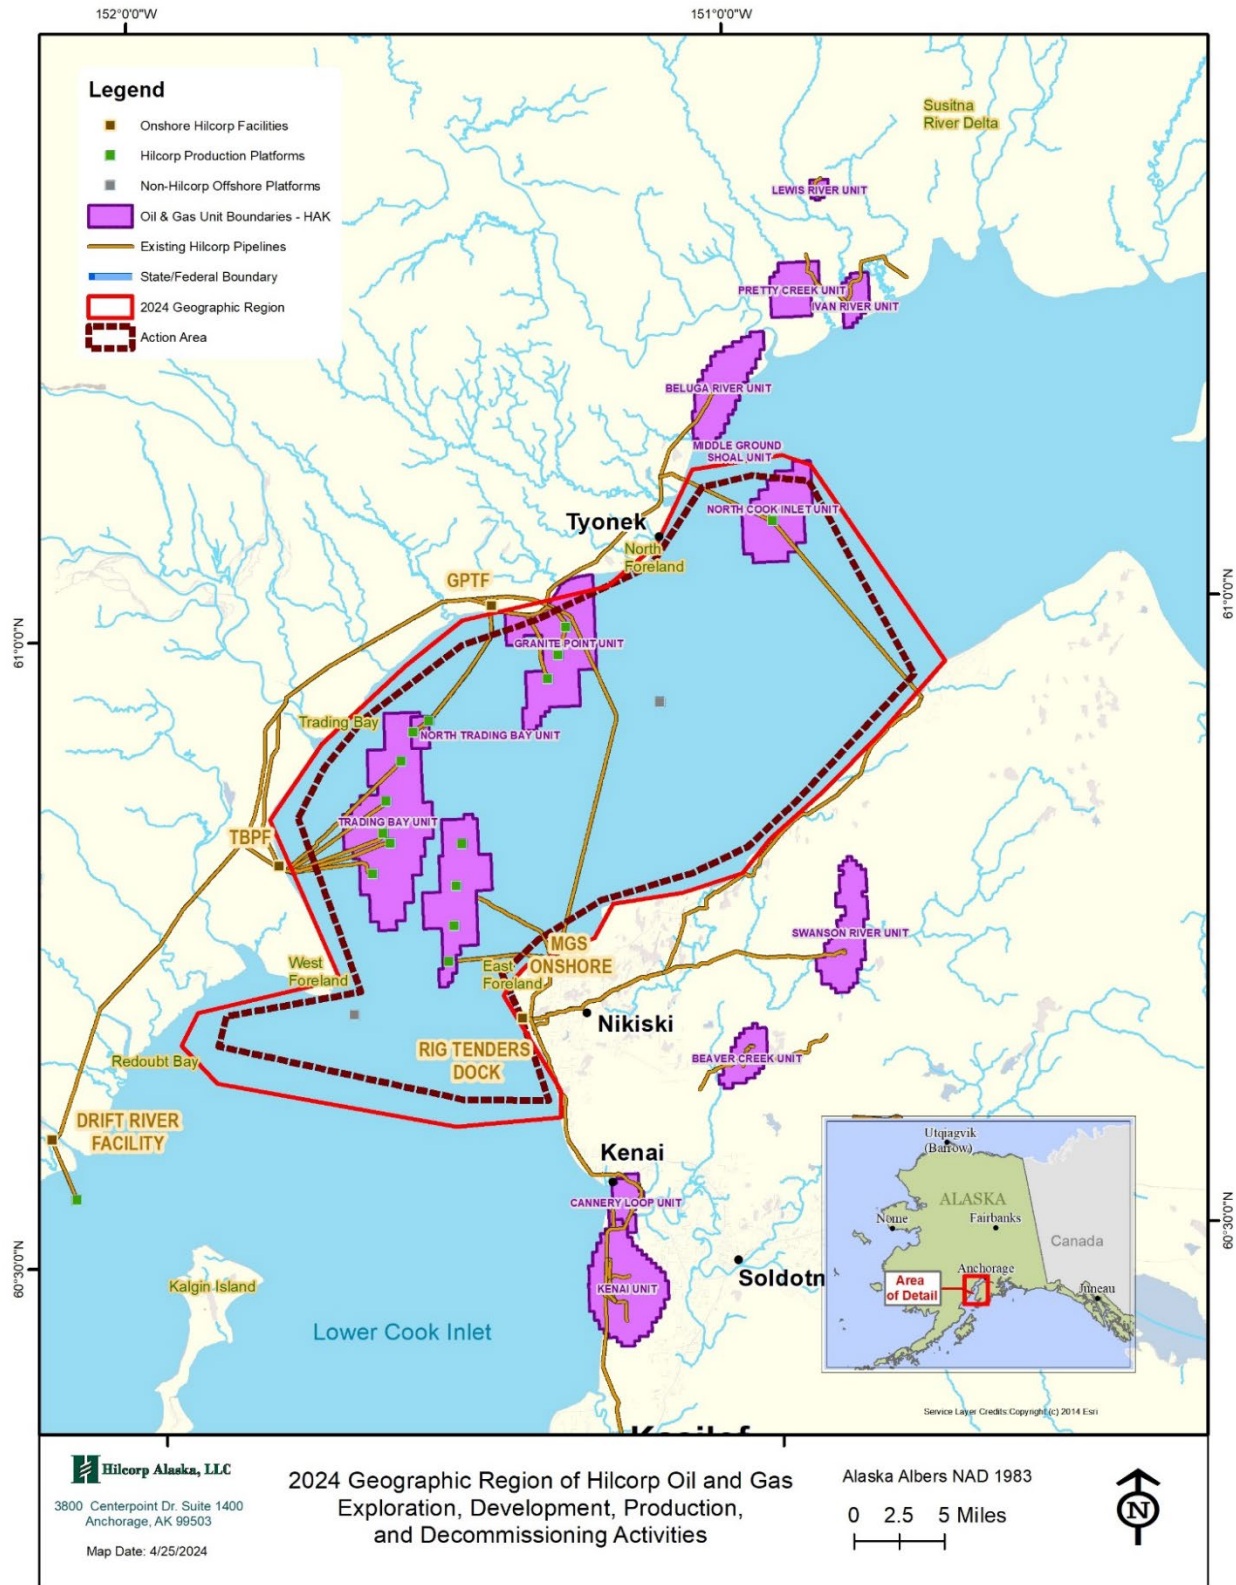 152°0'0"W
151°0'0"W
Legend
Onshore Hilcorp Facilities
Hilcorp Production Platforms
Non-Hilcorp Offshore Platforms
Oil & Gas Unit Boundaries - HAK
Existing Hilcorp Pipelines
State/Federal Boundary
2024 Geographic Region
Action Area
Susitna
River Delta
LEWIS RIVER UNIT
PRETTY CREEK UNIT
IVAN RIVER UNIT
BELUGA RIVER UNIT
MIDDLE GROUND
SHOAL UNIT
NORTH COOK INLET UNIT
Tyonek
North
Foreland
GPTF
61°0'0"N
61°0'0"N
GRANITE POINT UNIT
Trading Bay
NORTH TRADING BAY UNIT
TBPF
TRADING BAY UNIT
SWANSON RIVER UNIT
MGS
ONSHORE
West
Foreland
East
Foreland
Nikiski
RIG TENDERS
DOCK
BEAVER CREEK UNIT
Redoubt Bay
DRIFT RIVER
FACILITY
Kenai
CANNERY LOOP UNIT
60°30'0"N
60°30'0"N
Kalgin Island
KENAI UNIT
Soldotn
Lower Cook Inlet
Utqiagvik
(Barrow)
ALASKA
Nome
Fairbanks
Canada
Anchorage
Area
of Detail
Juneau
Service Layer Credits:Copyright:(c) 2014 Esri
Kasilof
Hilcorp Alaska, LLC
3800 Centerpoint Dr. Suite 1400
Anchorage, AK 99503
Map Date: 4/25/2024
2024 Geographic Region of Hilcorp Oil and Gas
Exploration, Development, Production,
and Decommissioning Activities
Alaska Albers NAD 1983
0 2.5 5 Miles
N